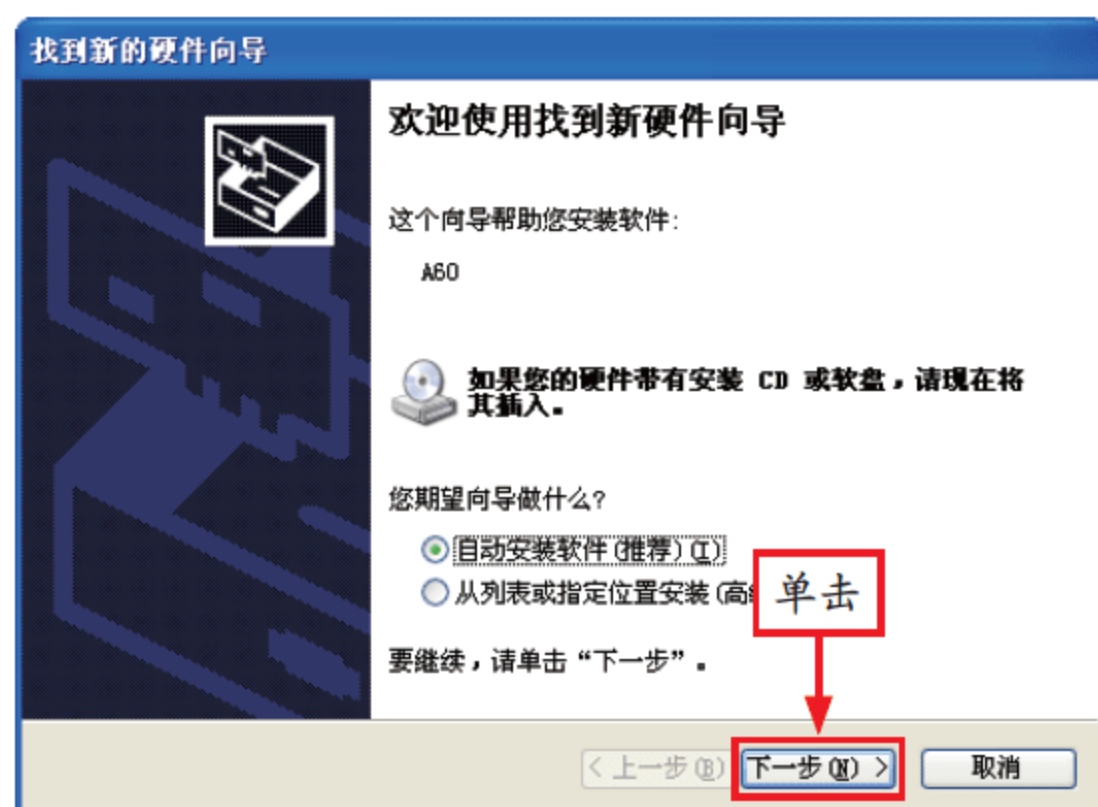 找到新的硬件向导
欢迎使用找到新硬件向导
这个向导帮助您安装软件:
A60
如果您的硬件带有安装 CD 或软盘，请现在将
其插入。
您期望向导做什么?
自动安装软件(推荐)(I)
从列表或指定位置安装(高
单击
要继续，请单击“下一步”。
< 上一步(B)
下一步(N) >
取消